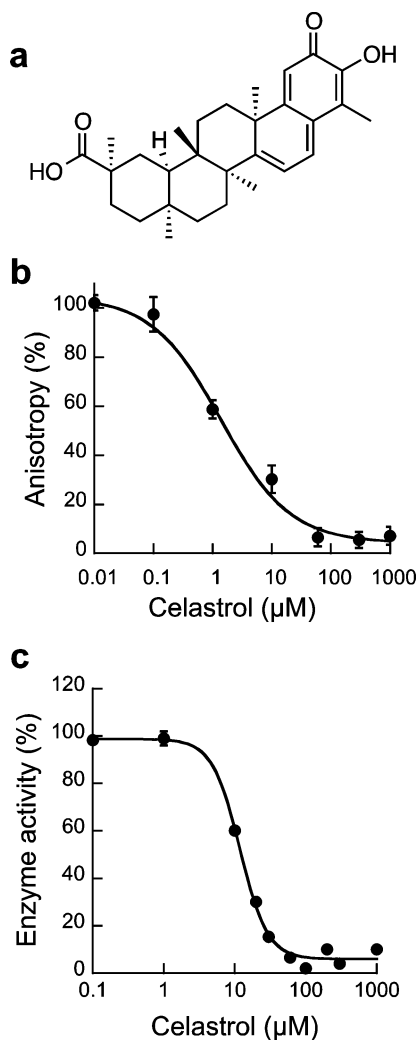 a
O
OH
H
O
HO
b
Anisotropy (%)
100
80
60
40
20
0
0.01 0.1 1 10 100 1000
Celastrol (µM)
c
Enzyme activity (%)
120
100
80
60
40
20
0
0.1 1 10 100 1000
Celastrol (µM)